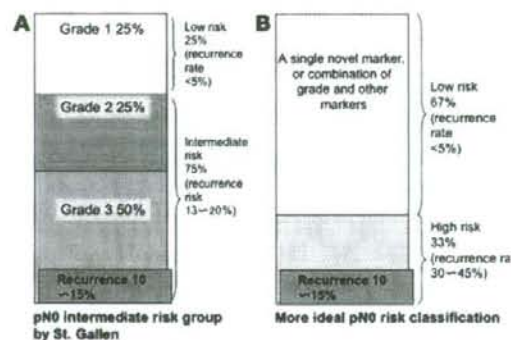 A
Grade 1 25%
Low risk
25%
(recurrence
rate
<5%)
Grade 2 25%
Intermediate
risk
75%
(recurrence
risk
13~20%)
Grade 3 50%
Recurrence 10
~15%
pN0 intermediate risk group
by St. Gallen
B
A single novel marker,
or combination of
grade and other
markers
Low risk
67%
(recurrence
rate
<5%)
High risk
33%
(recurrence ra
30~45%)
Recurrence 10
~15%
More ideal pN0 risk classification